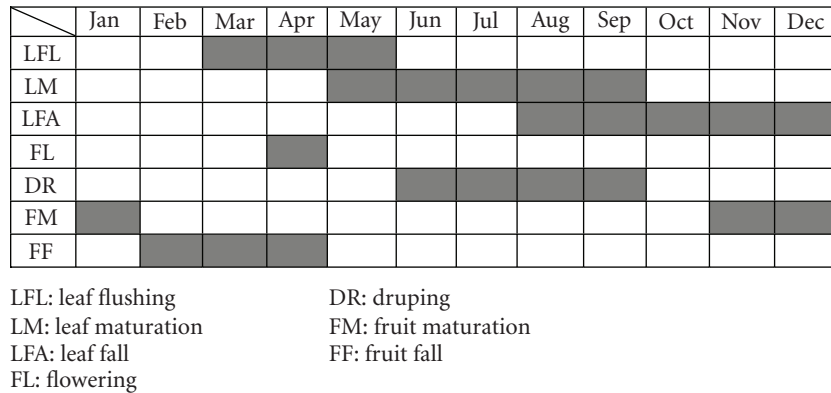 Jan Feb Mar Apr May Jun Jul Aug Sep Oct Nov Dec
LFL
LM
LFA
FL
DR
FM
FF
LFL: leaf flushing
LM: leaf maturation
LFA: leaf fall
FL: flowering
DR: druping
FM: fruit maturation
FF: fruit fall